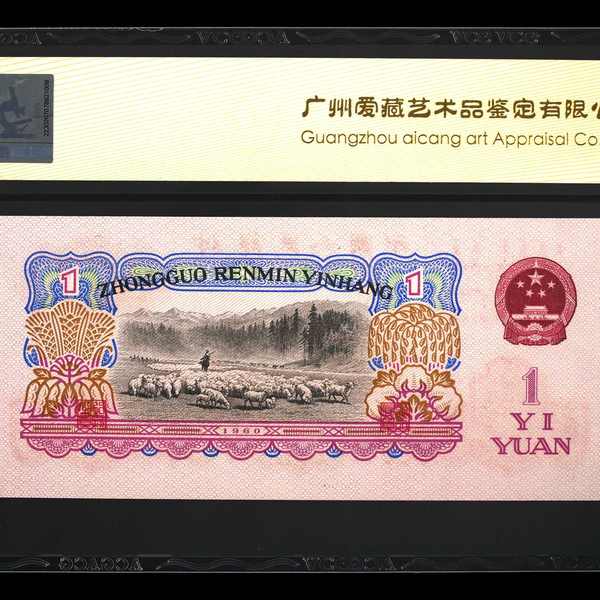 广州爱藏艺术品鉴定有限公
Guangzhou aicang art Appraisal Co
ZHONGGUO RENMIN YINHANG
1
1
1
YI
YUAN
1960